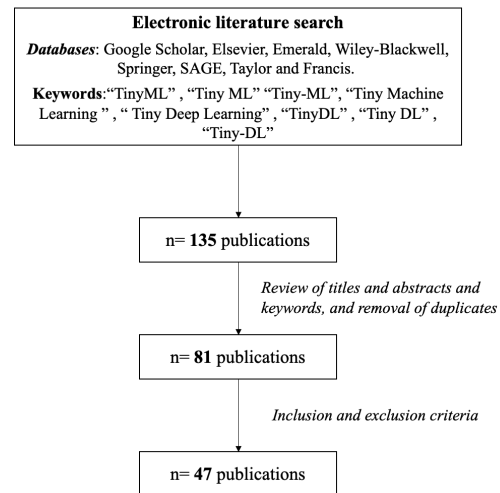 Electronic literature search
Databases: Google Scholar, Elsevier, Emerald, Wiley-Blackwell,
Springer, SAGE, Taylor and Francis.
Keywords:“TinyML” , “Tiny ML” “Tiny-ML”, “Tiny Machine
Learning ” , “ Tiny Deep Learning” , “TinyDL” , “Tiny DL” ,
“Tiny-DL”
n= 135 publications
Review of titles and abstracts and
keywords, and removal of duplicates
n= 81 publications
Inclusion and exclusion criteria
n= 47 publications